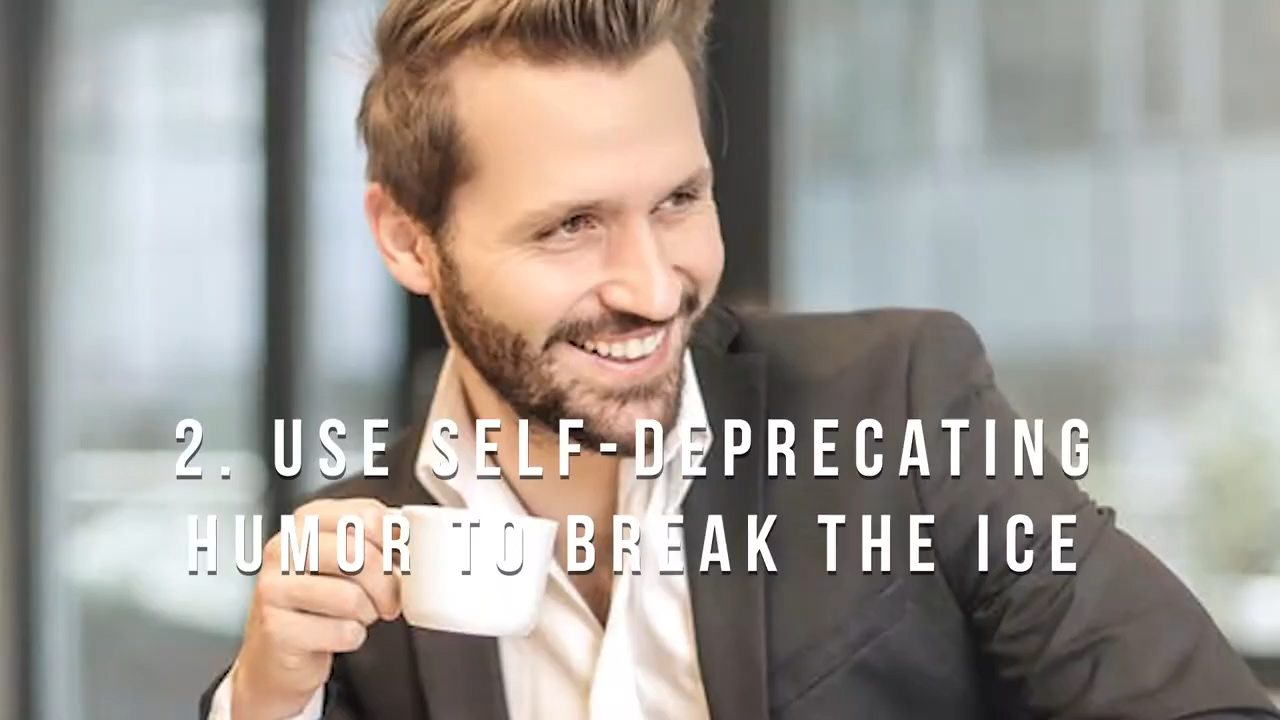 2. USE SELF-DEPRECATING
HUMOR TO BREAK THE ICE